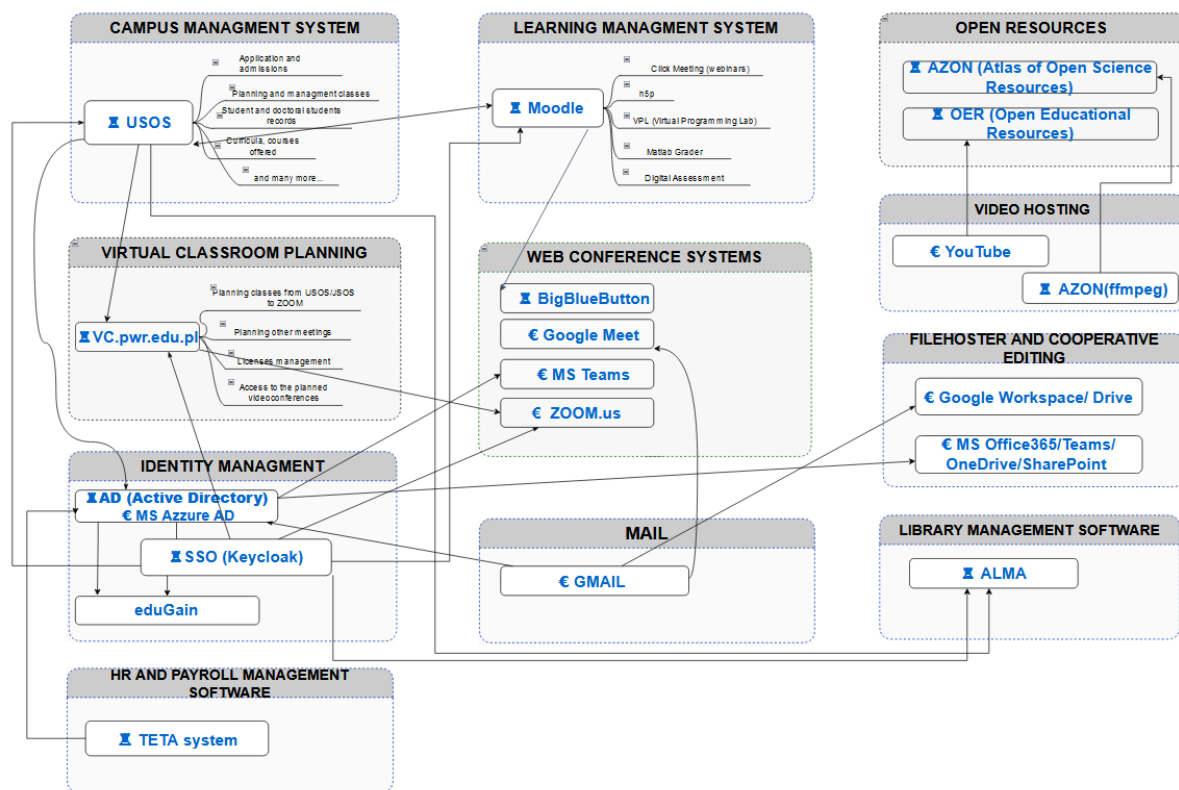 CAMPUS MANAGMENT SYSTEM
Application and
admissions
Planning and managment classes
Student and doctoral students
records
Curricula, courses
offered
and many more...
♜ USOS
LEARNING MANAGMENT SYSTEM
Click Meeting (webinars)
h5p
VPL (Virtual Programming Lab)
Matlab Grader
Digital Assessment
♜ Moodle
OPEN RESOURCES
♜ AZON (Atlas of Open Science
Resources)
♜ OER (Open Educational
Resources)
VIDEO HOSTING
€ YouTube
♜ AZON(ffmpeg)
VIRTUAL CLASSROOM PLANNING
Planning classes from USOS/JSOS
to ZOOM
Planning other meetings
Licenses management
Access to the planned
videoconferences
♜ VC.pwr.edu.pl
WEB CONFERENCE SYSTEMS
♜ BigBlueButton
€ Google Meet
€ MS Teams
€ ZOOM.us
FILEHOSTER AND COOPERATIVE
EDITING
€ Google Workspace/ Drive
€ MS Office365/Teams/
OneDrive/SharePoint
IDENTITY MANAGMENT
♜AD (Active Directory)
€ MS Azzure AD
♜ SSO (Keycloak)
eduGain
MAIL
€ GMAIL
LIBRARY MANAGEMENT SOFTWARE
♜ ALMA
HR AND PAYROLL MANAGEMENT
SOFTWARE
♜ TETA system